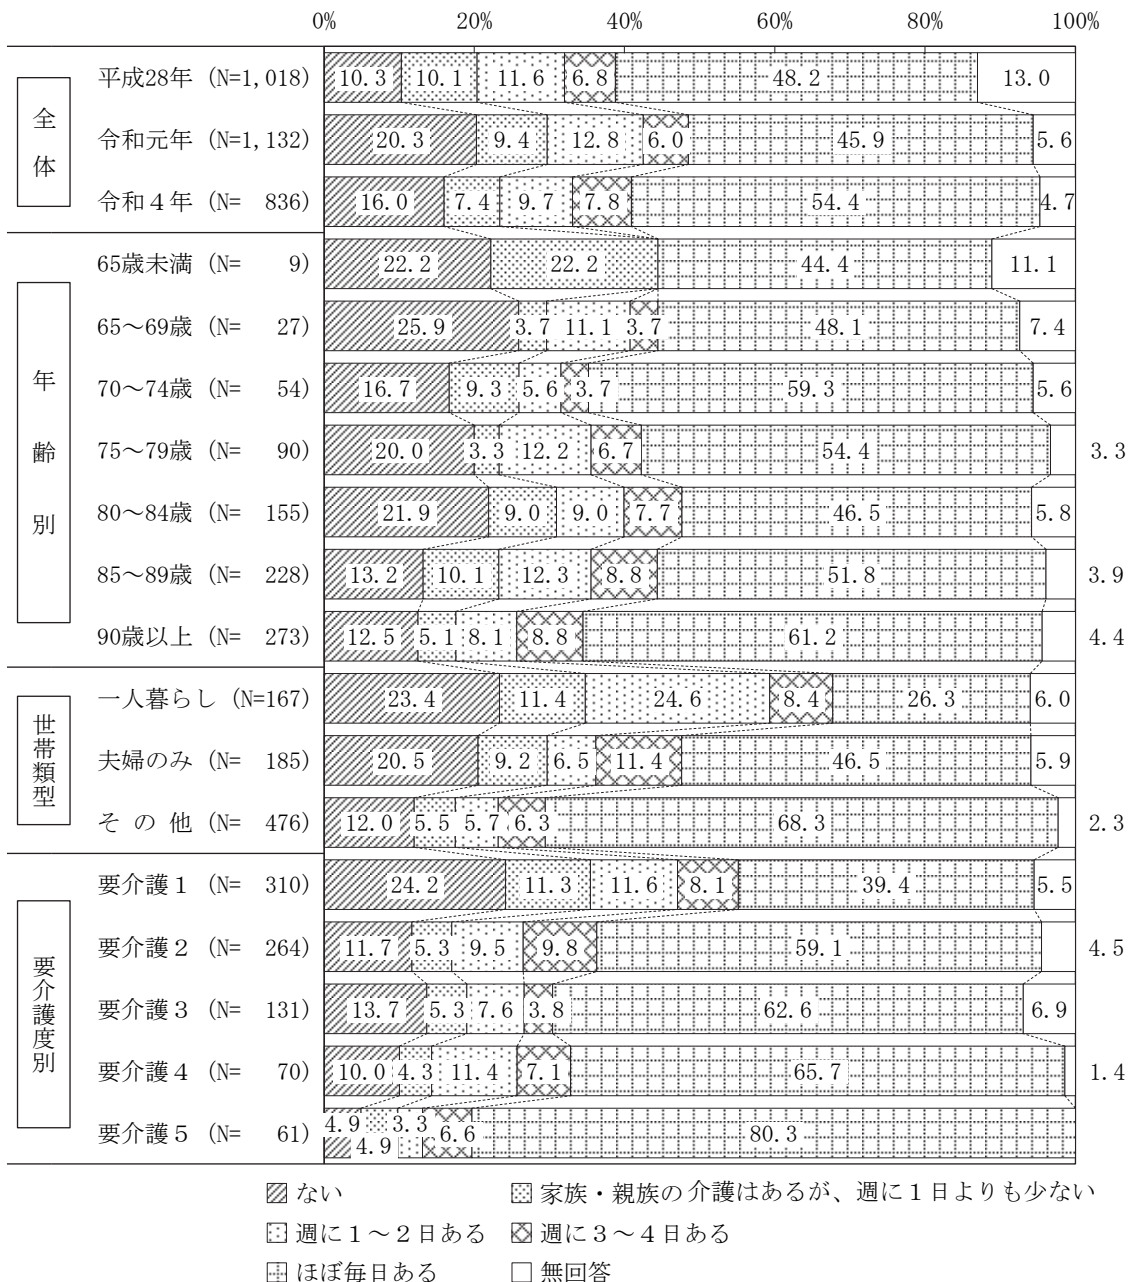 0% 20% 40% 60% 80% 100%
全体
平成28年 (N=1,018) 10.3 10.1 11.6 6.8 48.2 13.0
令和元年 (N=1,132) 20.3 9.4 12.8 6.0 45.9 5.6
令和４年 (N= 836) 16.0 7.4 9.7 7.8 54.4 4.7
年齢別
65歳未満 (N= 9) 22.2 22.2 44.4 11.1
65～69歳 (N= 27) 25.9 3.7 11.1 3.7 48.1 7.4
70～74歳 (N= 54) 16.7 9.3 5.6 3.7 59.3 5.6
75～79歳 (N= 90) 20.0 3.3 12.2 6.7 54.4 3.3
80～84歳 (N= 155) 21.9 9.0 9.0 7.7 46.5 5.8
85～89歳 (N= 228) 13.2 10.1 12.3 8.8 51.8 3.9
90歳以上 (N= 273) 12.5 5.1 8.1 8.8 61.2 4.4
世帯類型
一人暮らし (N=167) 23.4 11.4 24.6 8.4 26.3 6.0
夫婦のみ (N= 185) 20.5 9.2 6.5 11.4 46.5 5.9
その他 (N= 476) 12.0 5.5 5.7 6.3 68.3 2.3
要介護度別
要介護１ (N= 310) 24.2 11.3 11.6 8.1 39.4 5.5
要介護２ (N= 264) 11.7 5.3 9.5 9.8 59.1 4.5
要介護３ (N= 131) 13.7 5.3 7.6 3.8 62.6 6.9
要介護４ (N= 70) 10.0 4.3 11.4 7.1 65.7 1.4
要介護５ (N= 61) 4.9 4.9 3.3 6.6 80.3
ない 家族・親族の介護はあるが、週に１日よりも少ない
週に１～２日ある 週に３～４日ある
ほぼ毎日ある 無回答